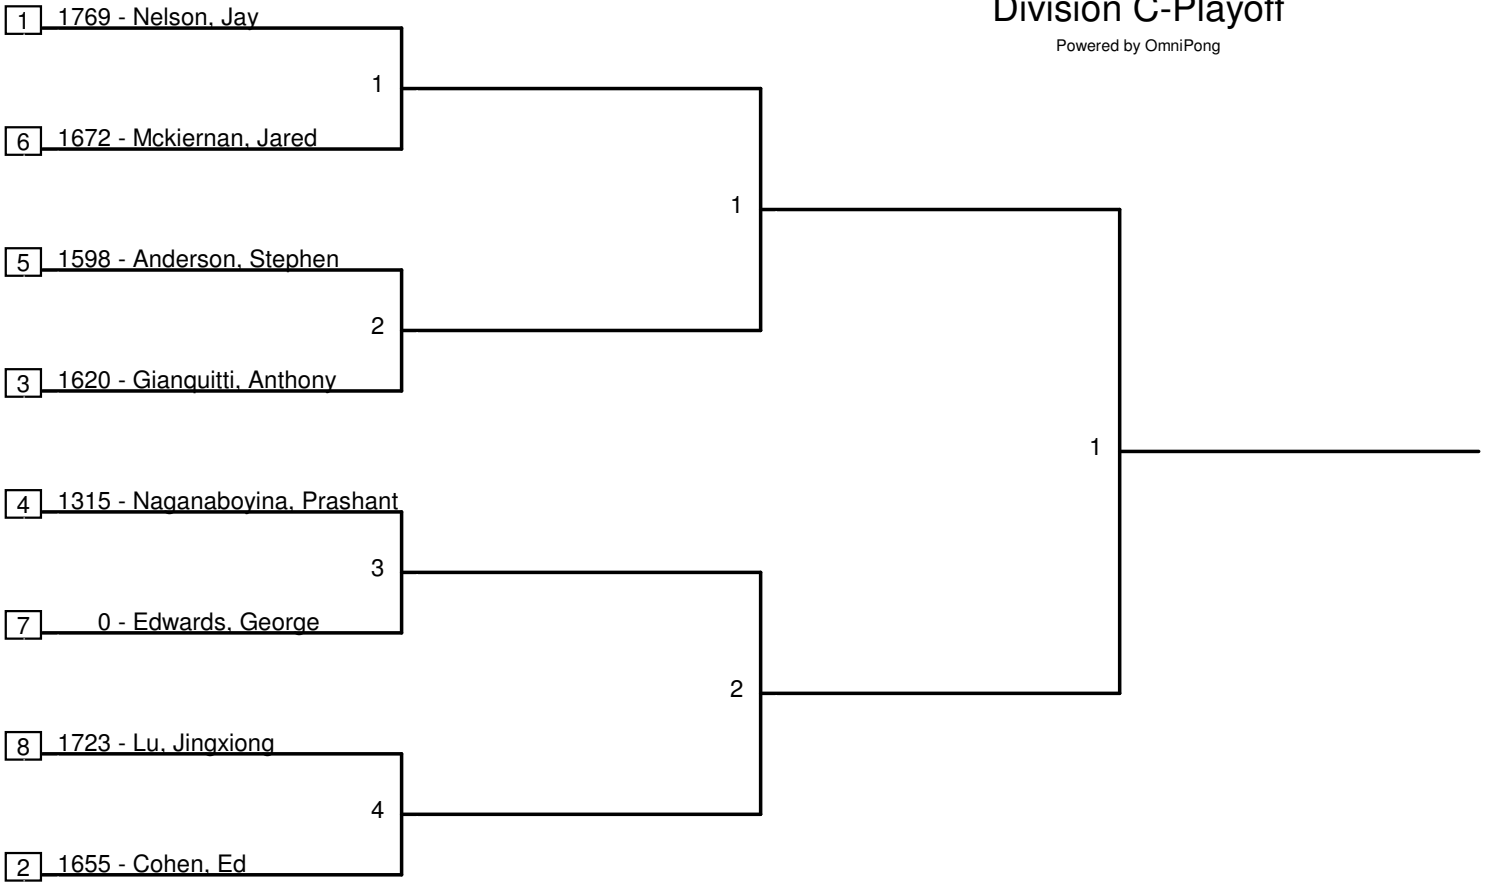 Division C-Playoff
Powered by OmniPong
1 1769 - Nelson, Jay
1
6 1672 - Mckiernan, Jared
1
5 1598 - Anderson, Stephen
2
3 1620 - Gianquitti, Anthony
1
4 1315 - Naganaboyina, Prashant
3
7 0 - Edwards, George
2
8 1723 - Lu, Jingxiong
4
2 1655 - Cohen, Ed